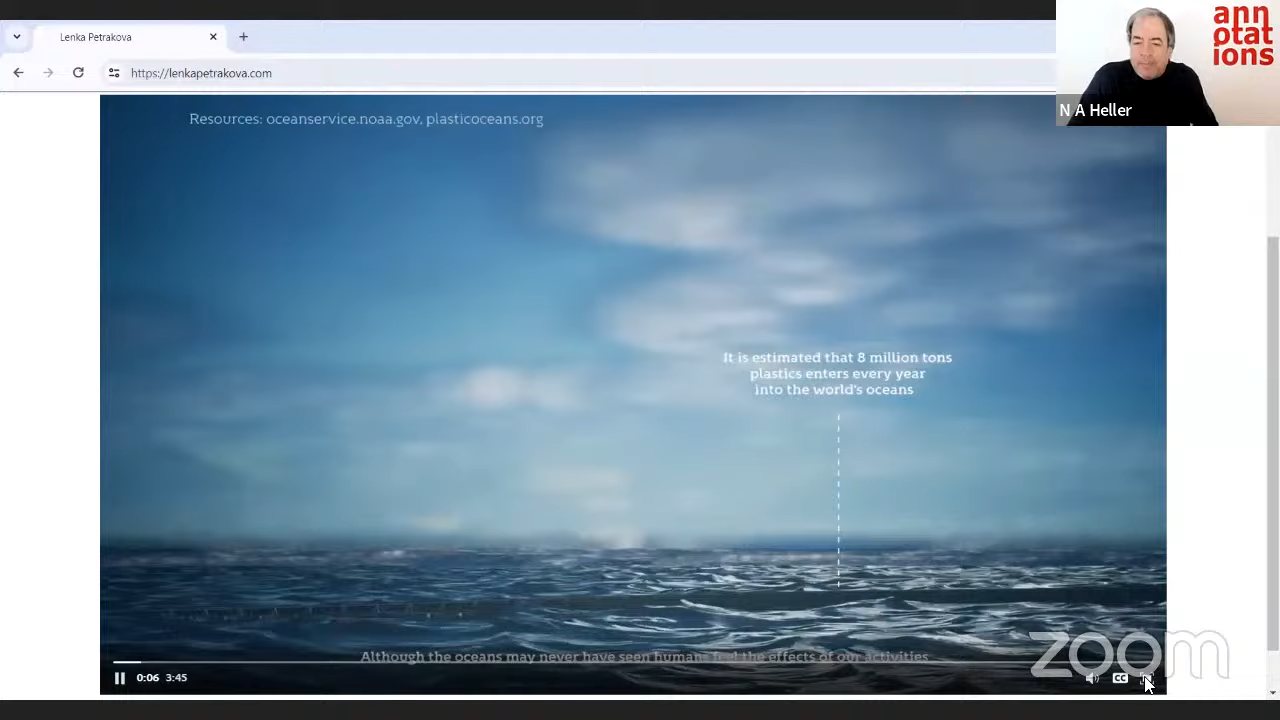 Lenka Petrakova
https://lenkapetrakova.com
ann
otat
ions
N A Heller
Resources: oceanservice.noaa.gov, plasticoceans.org
It is estimated that 8 million tons
plastics enters every year
into the world's oceans
Although the oceans may never have seen humans feel the effects of our activities
0:06 3:45
CC
zoom